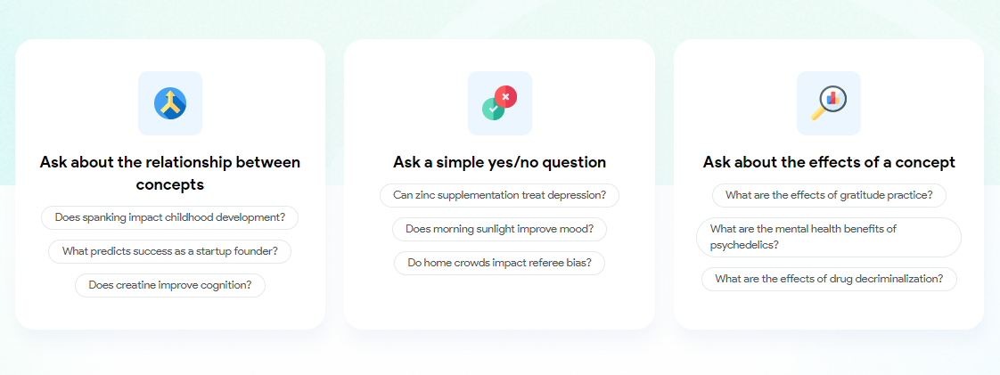 Ask about the relationship between
concepts
Does spanking impact childhood development?
What predicts success as a startup founder?
Does creatine improve cognition?
Ask a simple yes/no question
Can zinc supplementation treat depression?
Does morning sunlight improve mood?
Do home crowds impact referee bias?
Ask about the effects of a concept
What are the effects of gratitude practice?
What are the mental health benefits of
psychedelics?
What are the effects of drug decriminalization?